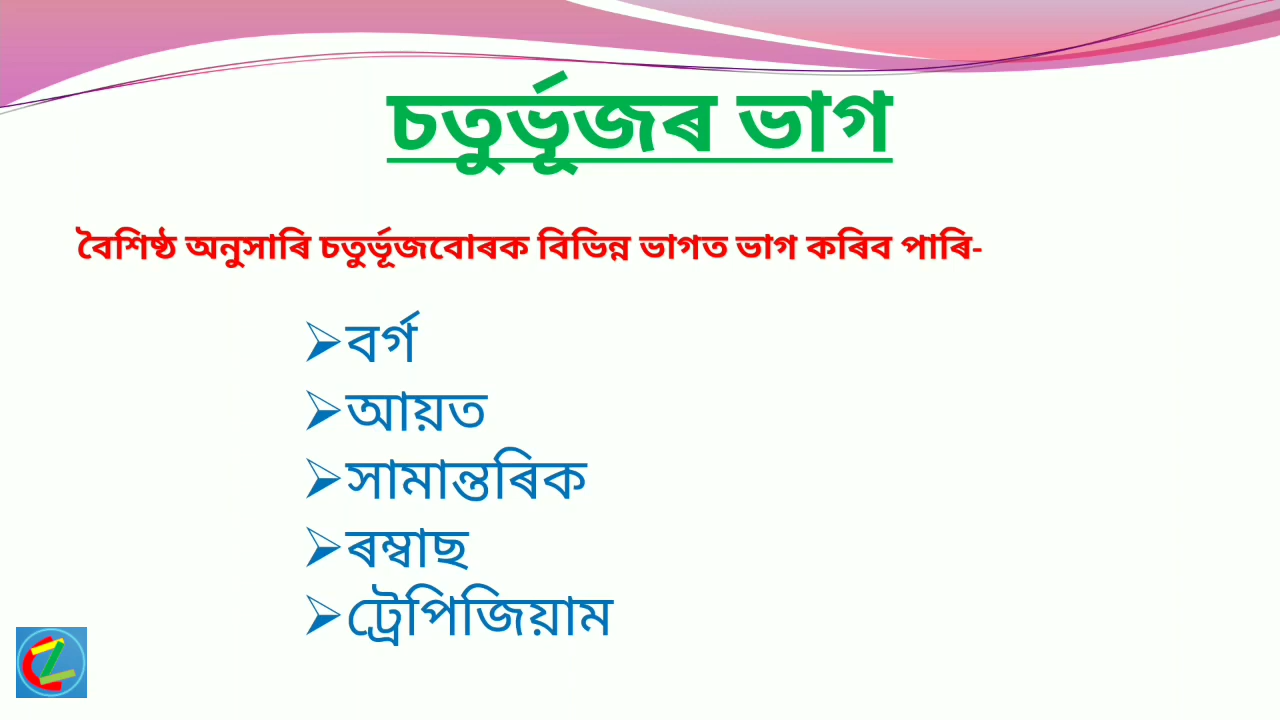 চতুৰ্ভূজৰ ভাগ
বৈশিষ্ঠ অনুসাৰি চতুৰ্ভূজবোৰক বিভিন্ন ভাগত ভাগ কৰিব পাৰি-
➢বৰ্গ
➢আয়ত
➢সামান্তৰিক
➢ৰম্বাছ
➢ট্ৰেপিজিয়াম